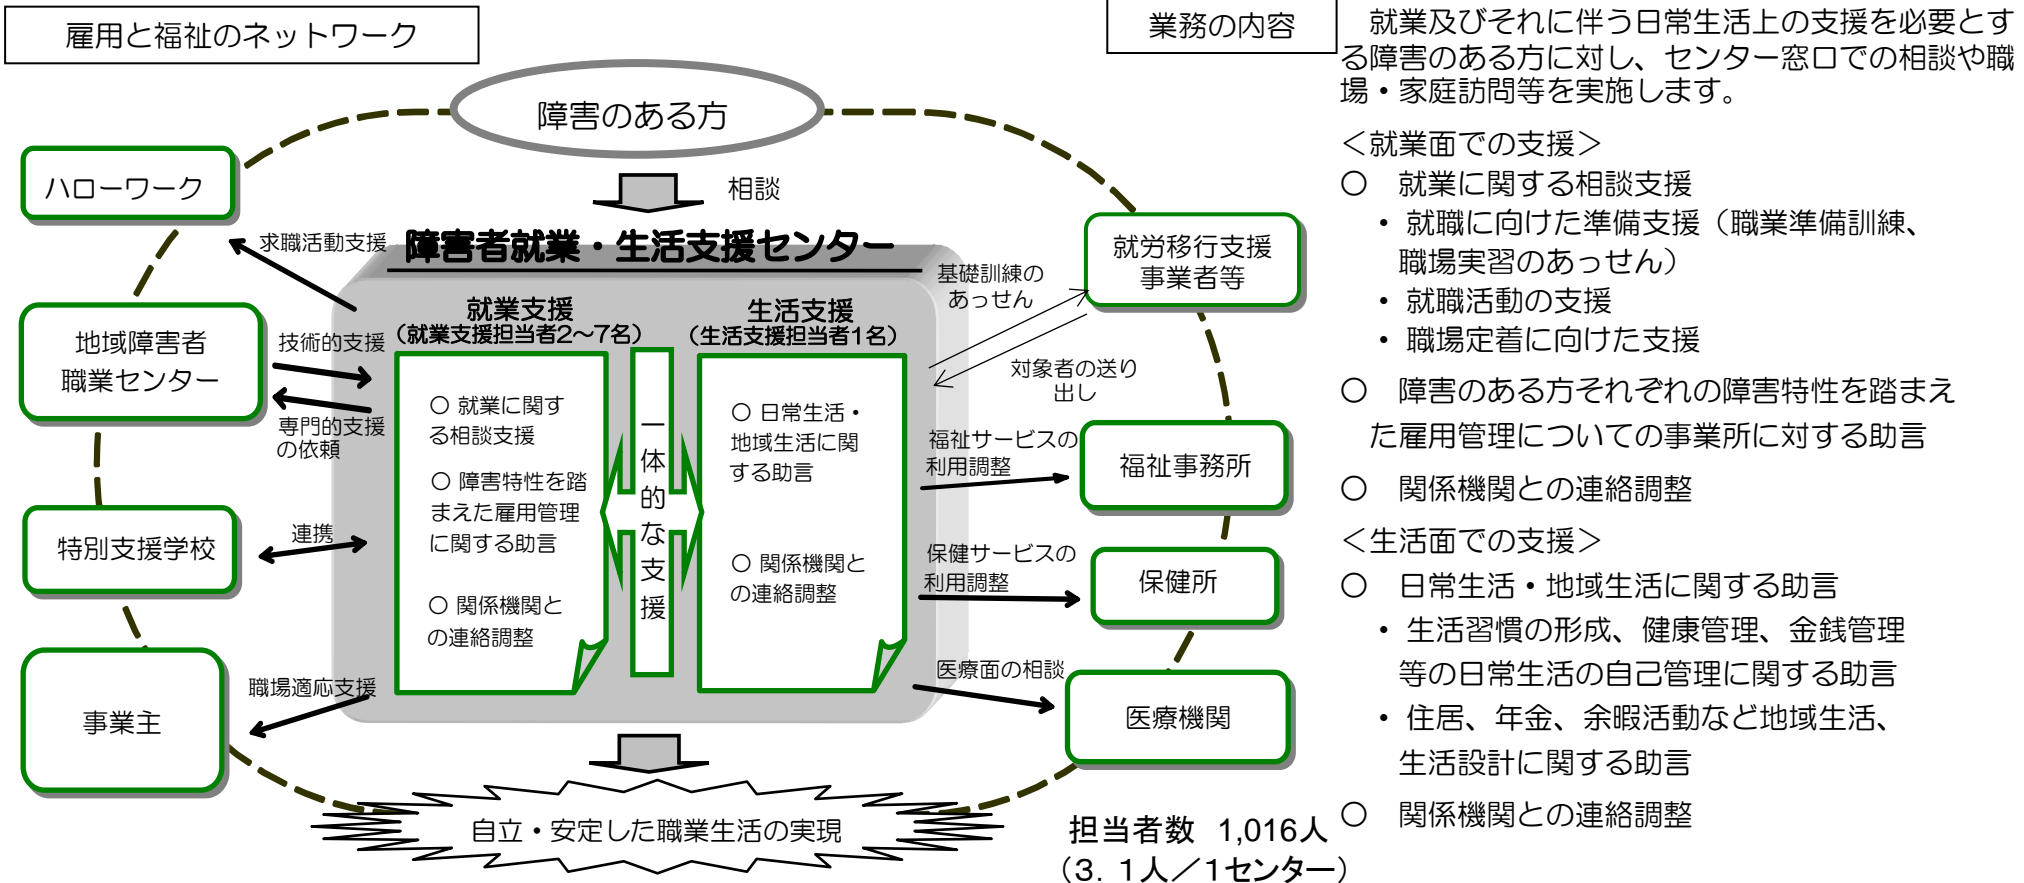 雇用と福祉のネットワーク
障害のある方
相談
ハローワーク
求職活動支援
地域障害者
職業センター
技術的支援
専門的支援
の依頼
特別支援学校
連携
事業主
職場適応支援
障害者就業・生活支援センター
就業支援
(就業支援担当者2～7名)
○ 就業に関す
る相談支援
○ 障害特性を踏
まえた雇用管理
に関する助言
○ 関係機関と
の連絡調整
一体的な支援
生活支援
(生活支援担当者1名)
○ 日常生活・
地域生活に関
する助言
○ 関係機関と
の連絡調整
基礎訓練の
あっせん
対象者の送り
出し
就労移行支援
事業者等
福祉サービスの
利用調整
福祉事務所
保健サービスの
利用調整
保健所
医療面の相談
医療機関
自立・安定した職業生活の実現
担当者数 1,016人
（3．1人／1センター）
業務の内容
就業及びそれに伴う日常生活上の支援を必要とす
る障害のある方に対し、センター窓口での相談や職
場・家庭訪問等を実施します。
＜就業面での支援＞
○ 就業に関する相談支援
・ 就職に向けた準備支援（職業準備訓練、
職場実習のあっせん）
・ 就職活動の支援
・ 職場定着に向けた支援
○ 障害のある方それぞれの障害特性を踏まえ
た雇用管理についての事業所に対する助言
○ 関係機関との連絡調整
＜生活面での支援＞
○ 日常生活・地域生活に関する助言
・ 生活習慣の形成、健康管理、金銭管理
等の日常生活の自己管理に関する助言
・ 住居、年金、余暇活動など地域生活、
生活設計に関する助言
○ 関係機関との連絡調整